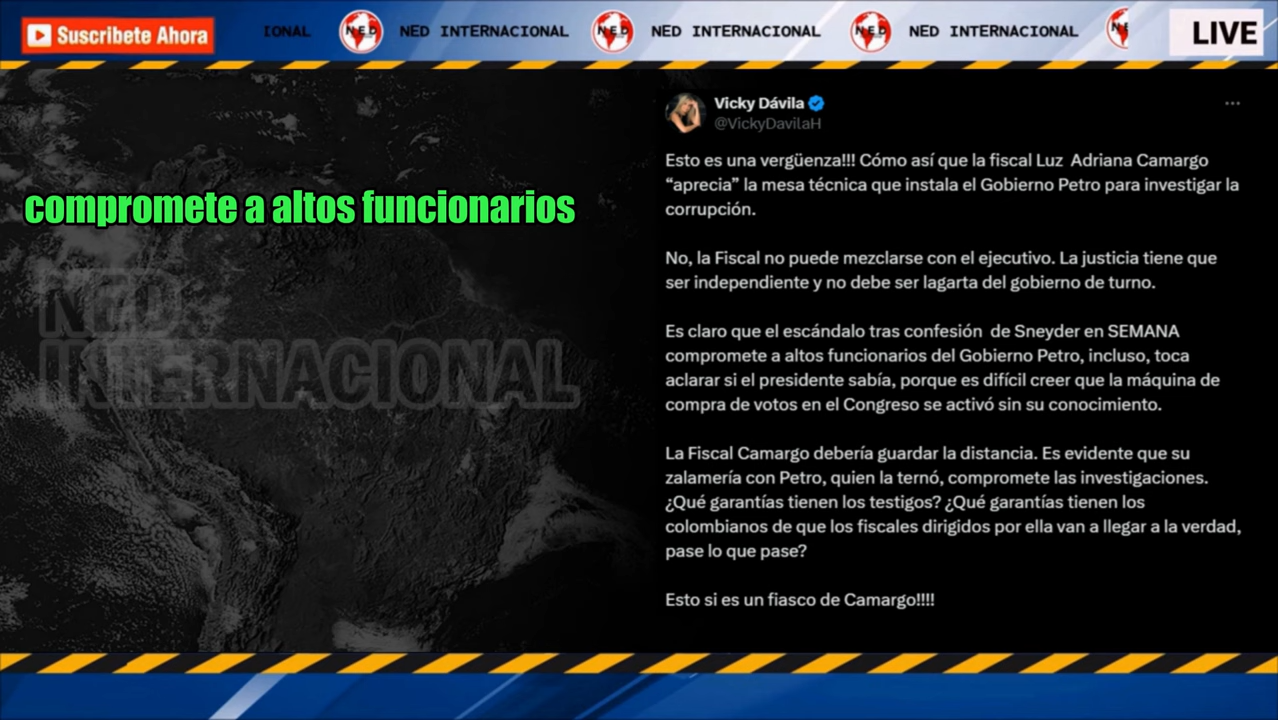 Suscribete Ahora
IONAL
NED
NED INTERNACIONAL
NED
NED INTERNACIONAL
NED
NED INTERNACIONAL
LIVE
Vicky Dávila
@VickyDavilaH
Esto es una vergüenza!!! Cómo así que la fiscal Luz Adriana Camargo
“aprecia” la mesa técnica que instala el Gobierno Petro para investigar la
corrupción.
No, la Fiscal no puede mezclarse con el ejecutivo. La justicia tiene que
ser independiente y no debe ser lagarta del gobierno de turno.
Es claro que el escándalo tras confesión de Sneyder en SEMANA
compromete a altos funcionarios del Gobierno Petro, incluso, toca
aclarar si el presidente sabía, porque es difícil creer que la máquina de
compra de votos en el Congreso se activó sin su conocimiento.
La Fiscal Camargo debería guardar la distancia. Es evidente que su
zalamería con Petro, quien la ternó, compromete las investigaciones.
¿Qué garantías tienen los testigos? ¿Qué garantías tienen los
colombianos de que los fiscales dirigidos por ella van a llegar a la verdad,
pase lo que pase?
Esto si es un fiasco de Camargo!!!!
compromete a altos funcionarios
NED
INTERNACIONAL